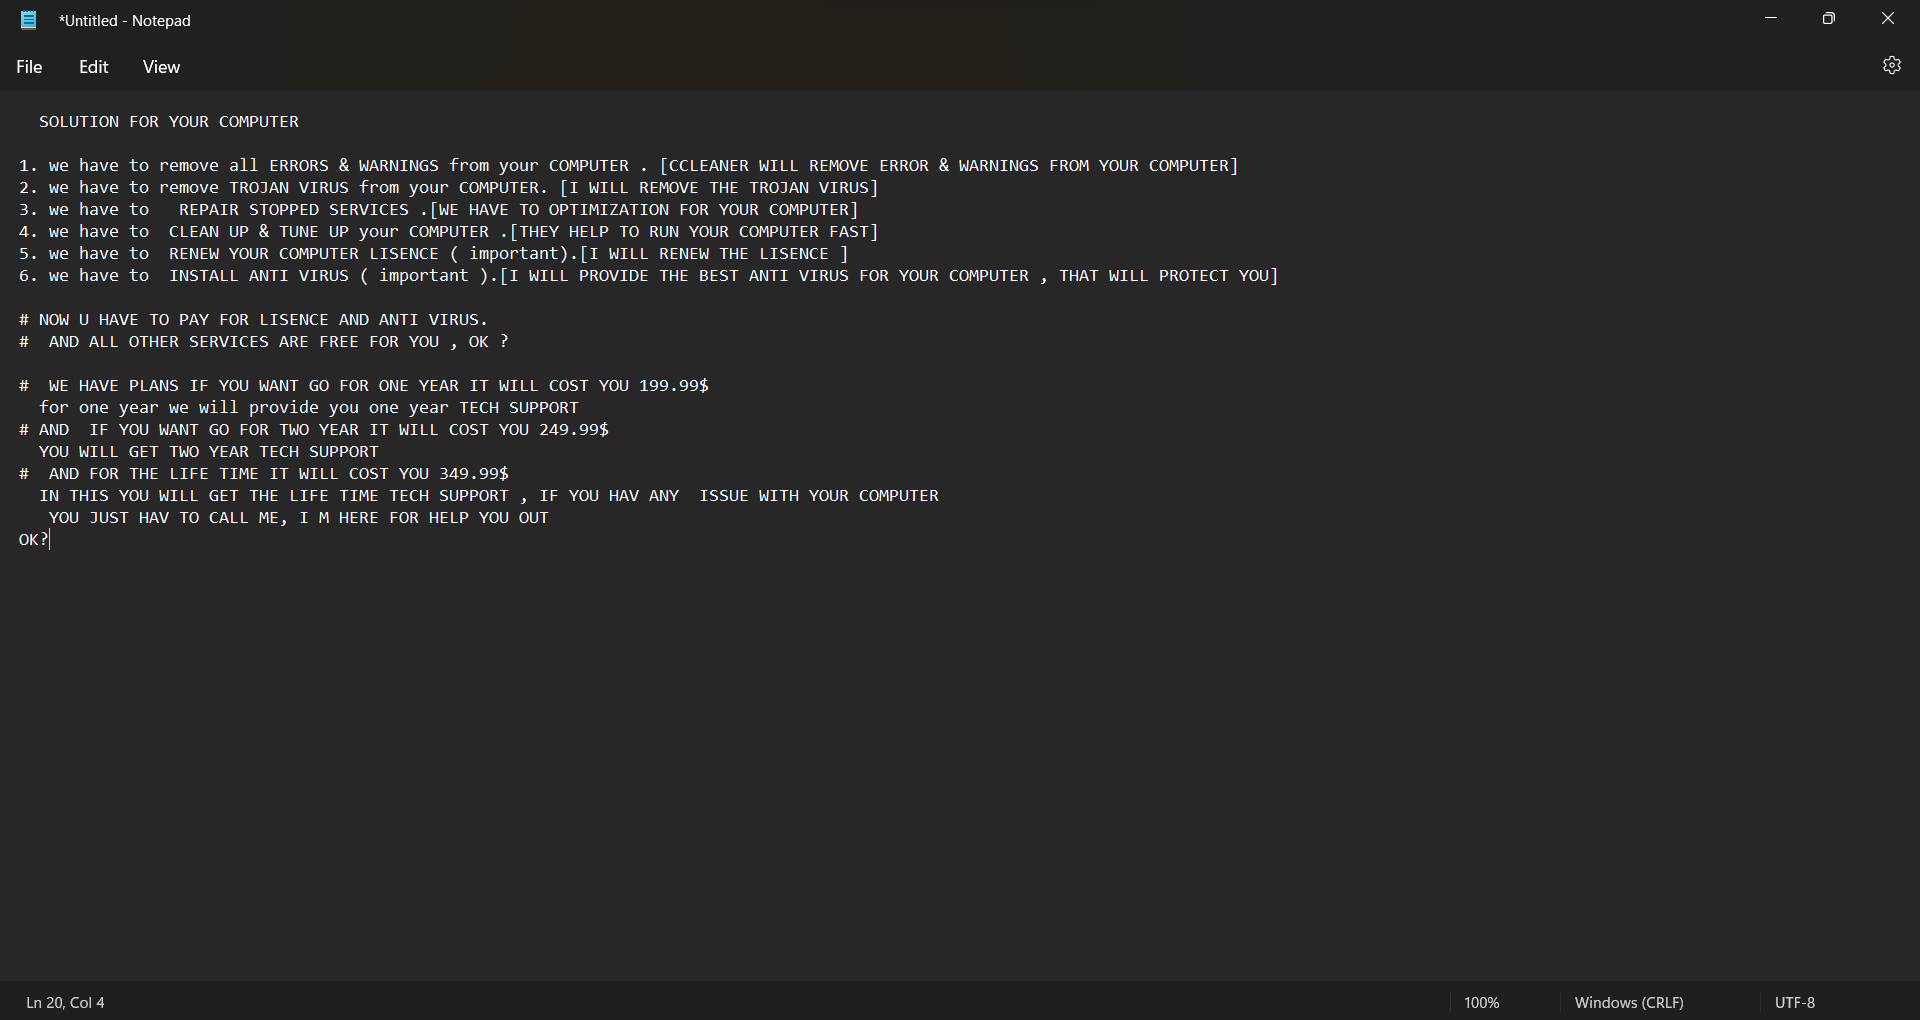 *Untitled - Notepad
File Edit View
SOLUTION FOR YOUR COMPUTER
1. we have to remove all ERRORS & WARNINGS from your COMPUTER . [CCLEANER WILL REMOVE ERROR & WARNINGS FROM YOUR COMPUTER]
2. we have to remove TROJAN VIRUS from your COMPUTER. [I WILL REMOVE THE TROJAN VIRUS]
3. we have to   REPAIR STOPPED SERVICES .[WE HAVE TO OPTIMIZATION FOR YOUR COMPUTER]
4. we have to  CLEAN UP & TUNE UP your COMPUTER .[THEY HELP TO RUN YOUR COMPUTER FAST]
5. we have to  RENEW YOUR COMPUTER LISENCE ( important).[I WILL RENEW THE LISENCE ]
6. we have to  INSTALL ANTI VIRUS ( important ).[I WILL PROVIDE THE BEST ANTI VIRUS FOR YOUR COMPUTER , THAT WILL PROTECT YOU]
# NOW U HAVE TO PAY FOR LISENCE AND ANTI VIRUS.
#  AND ALL OTHER SERVICES ARE FREE FOR YOU , OK ?
#  WE HAVE PLANS IF YOU WANT GO FOR ONE YEAR IT WILL COST YOU 199.99$
for one year we will provide you one year TECH SUPPORT
# AND  IF YOU WANT GO FOR TWO YEAR IT WILL COST YOU 249.99$
YOU WILL GET TWO YEAR TECH SUPPORT
#  AND FOR THE LIFE TIME IT WILL COST YOU 349.99$
IN THIS YOU WILL GET THE LIFE TIME TECH SUPPORT , IF YOU HAV ANY  ISSUE WITH YOUR COMPUTER
YOU JUST HAV TO CALL ME, I M HERE FOR HELP YOU OUT
OK?
Ln 20, Col 4 100% Windows (CRLF) UTF-8